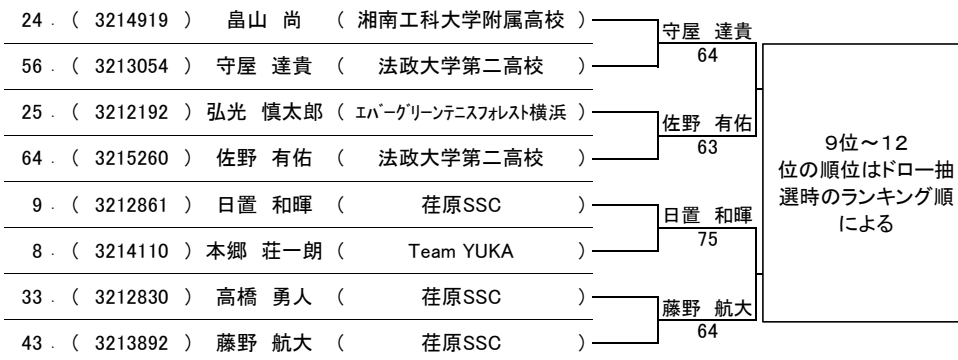 24 . ( 3214919 ) 畠山 尚 ( 湘南工科大学附属高校 )
守屋 達貴
64
56 . ( 3213054 ) 守屋 達貴 ( 法政大学第二高校 )
25 . ( 3212192 ) 弘光 慎太郎 ( エバーグリーンテニスフォレスト横浜 )
佐野 有佑
63
64 . ( 3215260 ) 佐野 有佑 ( 法政大学第二高校 )
9 . ( 3212861 ) 日置 和暉 ( 荏原SSC )
日置 和暉
75
8 . ( 3214110 ) 本郷 荘一朗 ( Team YUKA )
33 . ( 3212830 ) 高橋 勇人 ( 荏原SSC )
藤野 航大
64
43 . ( 3213892 ) 藤野 航大 ( 荏原SSC )
9位~12
位の順位はドロー抽
選時のランキング順
による